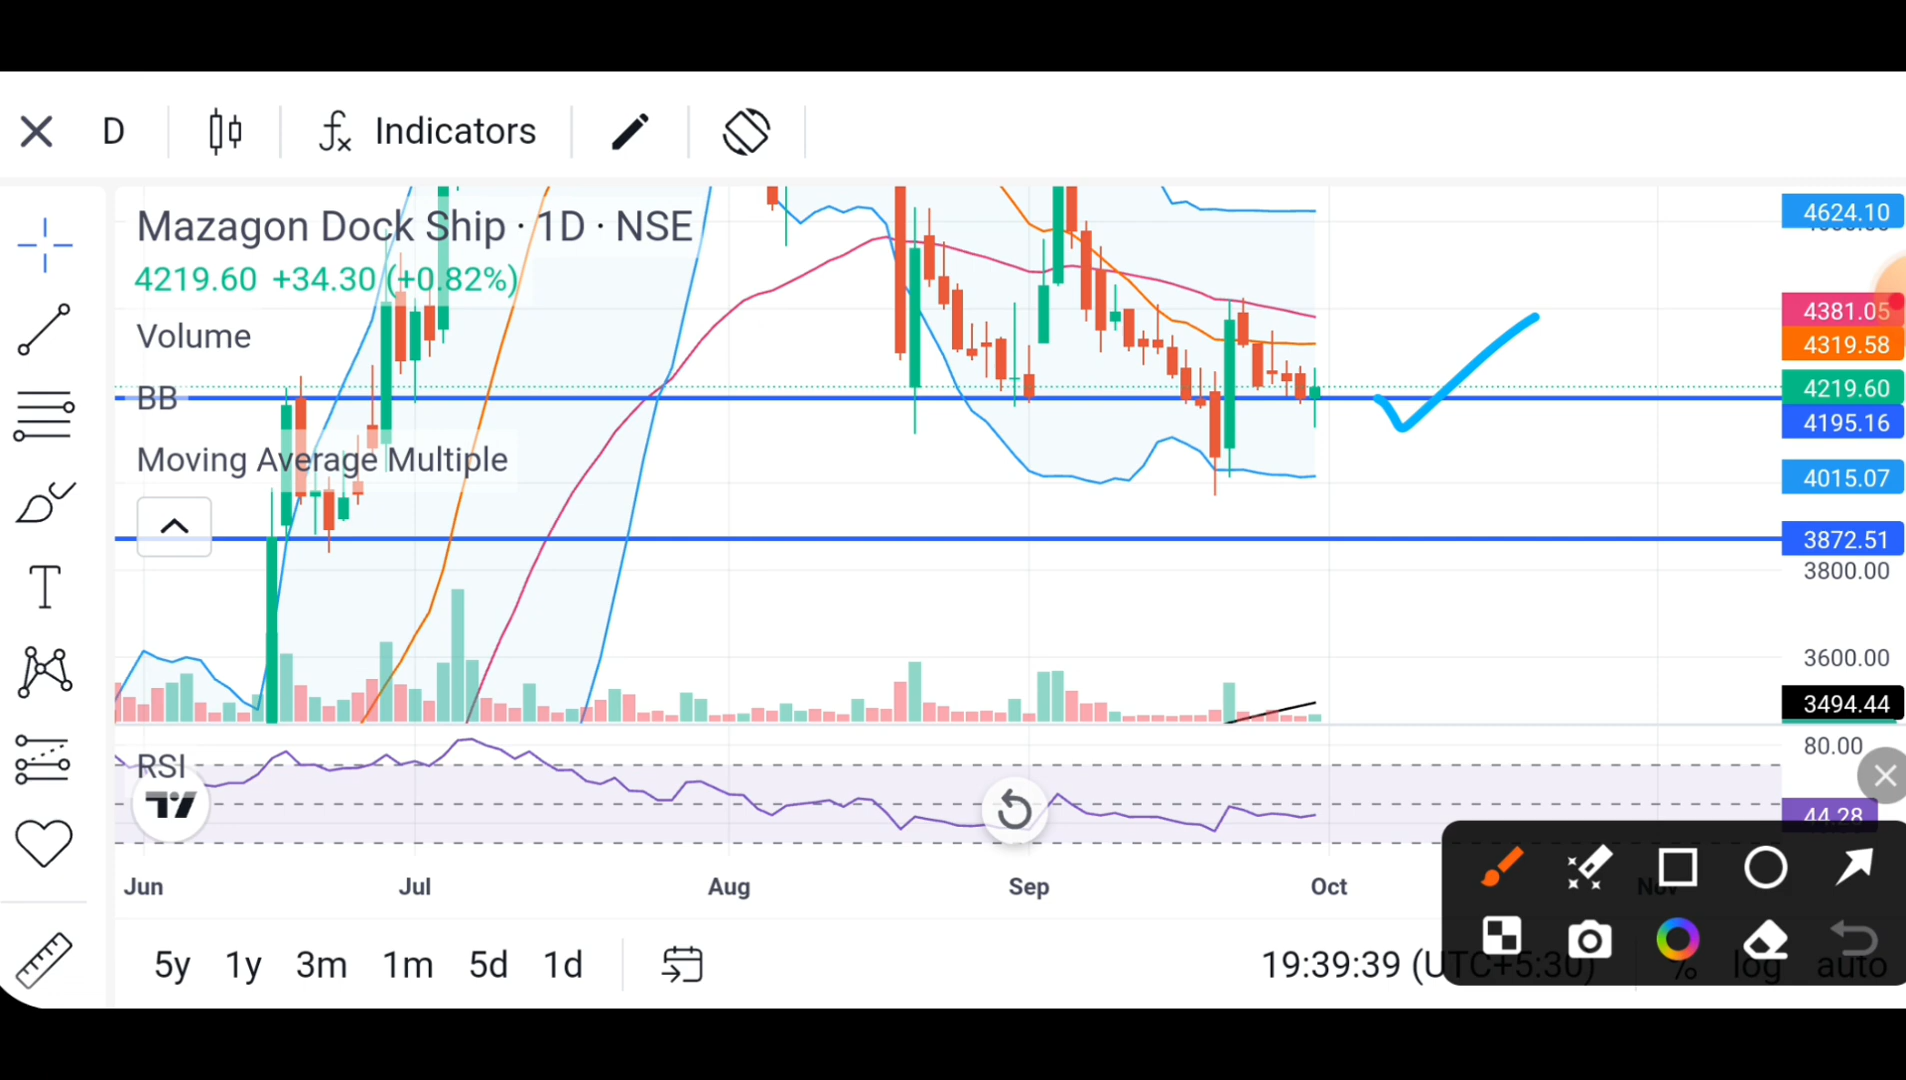 D
Indicators
Mazagon Dock Ship · 1D · NSE
4219.60 +34.30 (+0.82%)
Volume
BB
Moving Average Multiple
4624.10
4381.05
4319.58
4219.60
4195.16
4015.07
3872.51
3800.00
3600.00
3494.44
80.00
44.28
RSI
Jun Jul Aug Sep Oct Nov
5y 1y 3m 1m 5d 1d
19:39:39 (UTC+5:30) % log auto